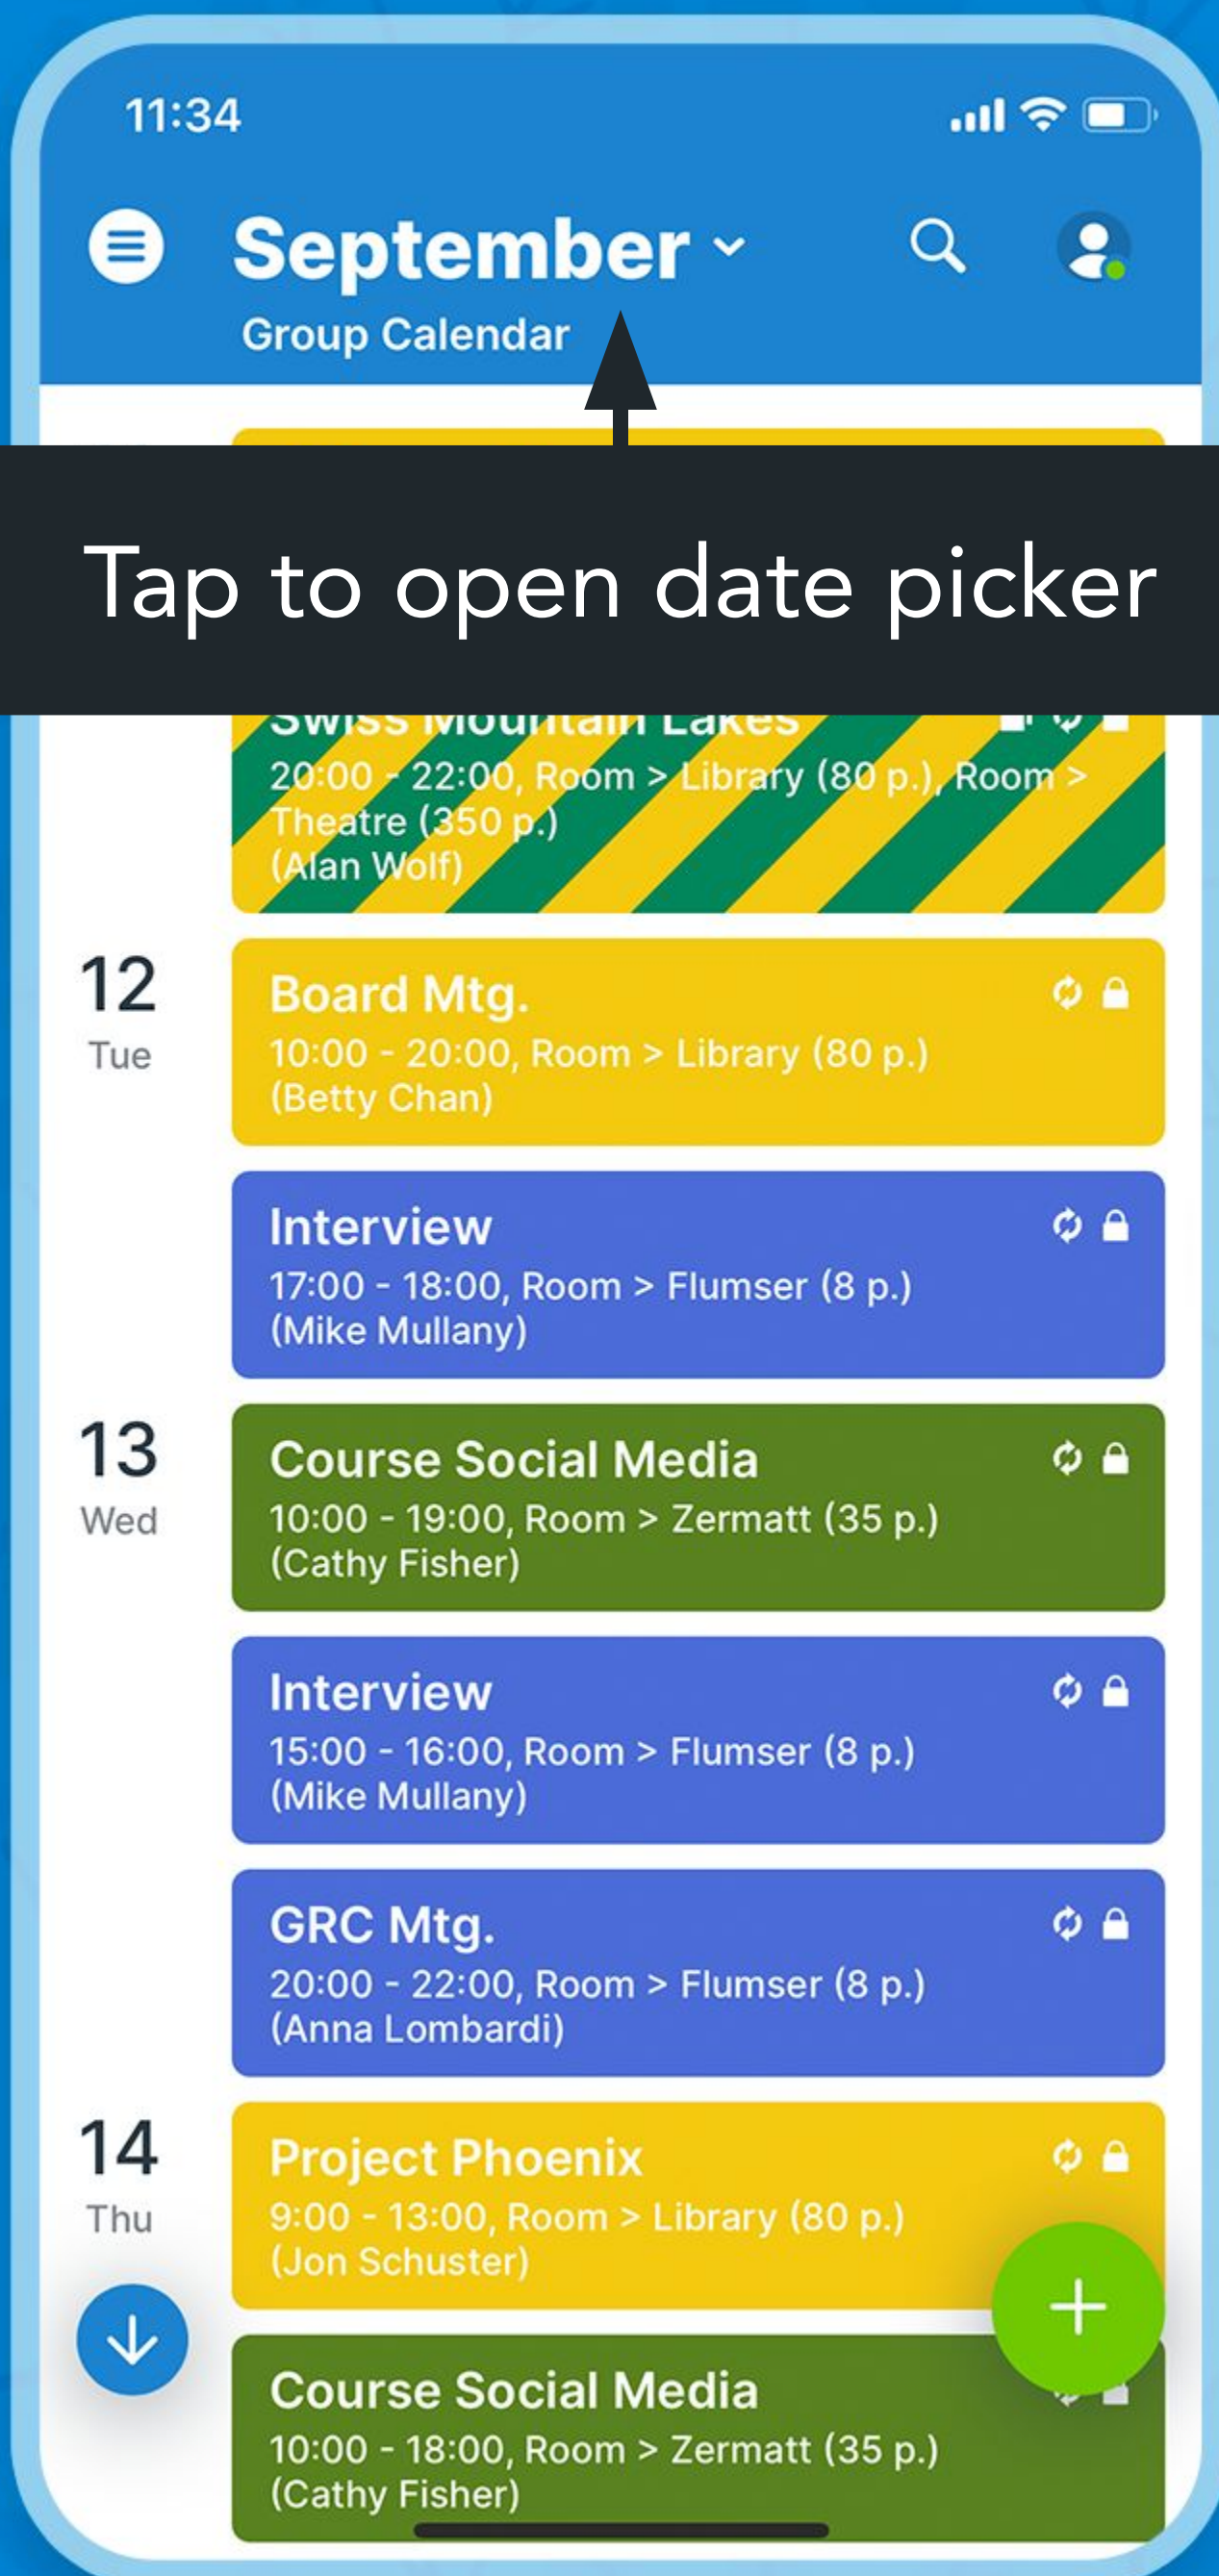 11:34
September
Group Calendar
Tap to open date picker
Swiss Mountain Lakes
20:00 - 22:00, Room > Library (80 p.), Room >
Theatre (350 p.)
(Alan Wolf)
12
Tue
Board Mtg.
10:00 - 20:00, Room > Library (80 p.)
(Betty Chan)
Interview
17:00 - 18:00, Room > Flumser (8 p.)
(Mike Mullany)
13
Wed
Course Social Media
10:00 - 19:00, Room > Zermatt (35 p.)
(Cathy Fisher)
Interview
15:00 - 16:00, Room > Flumser (8 p.)
(Mike Mullany)
GRC Mtg.
20:00 - 22:00, Room > Flumser (8 p.)
(Anna Lombardi)
14
Thu
Project Phoenix
9:00 - 13:00, Room > Library (80 p.)
(Jon Schuster)
Course Social Media
10:00 - 18:00, Room > Zermatt (35 p.)
(Cathy Fisher)